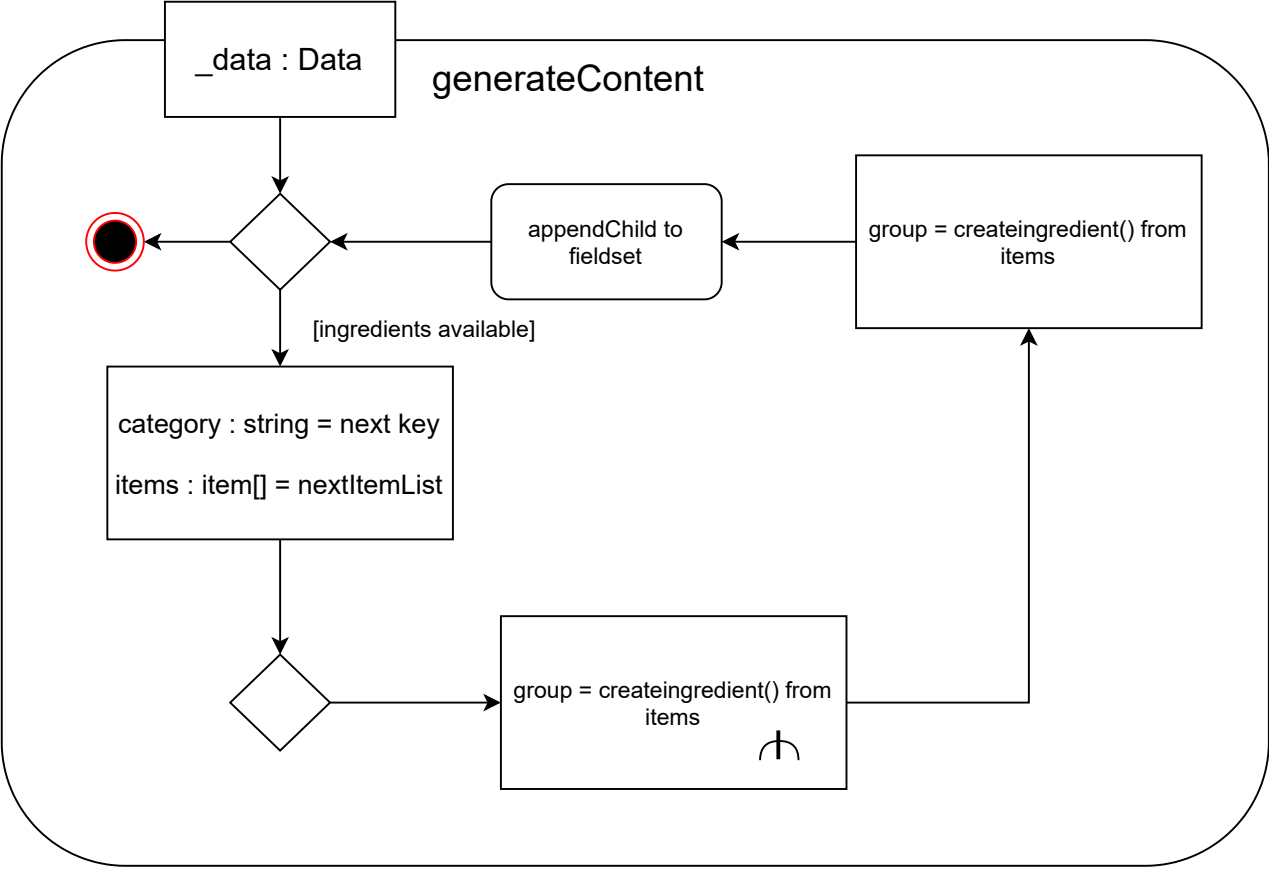 _data : Data
generateContent
appendChild to
fieldset
group = createingredient() from
items
[ingredients available]
category : string = next key
items : item[] = nextItemList
group = createingredient() from
items